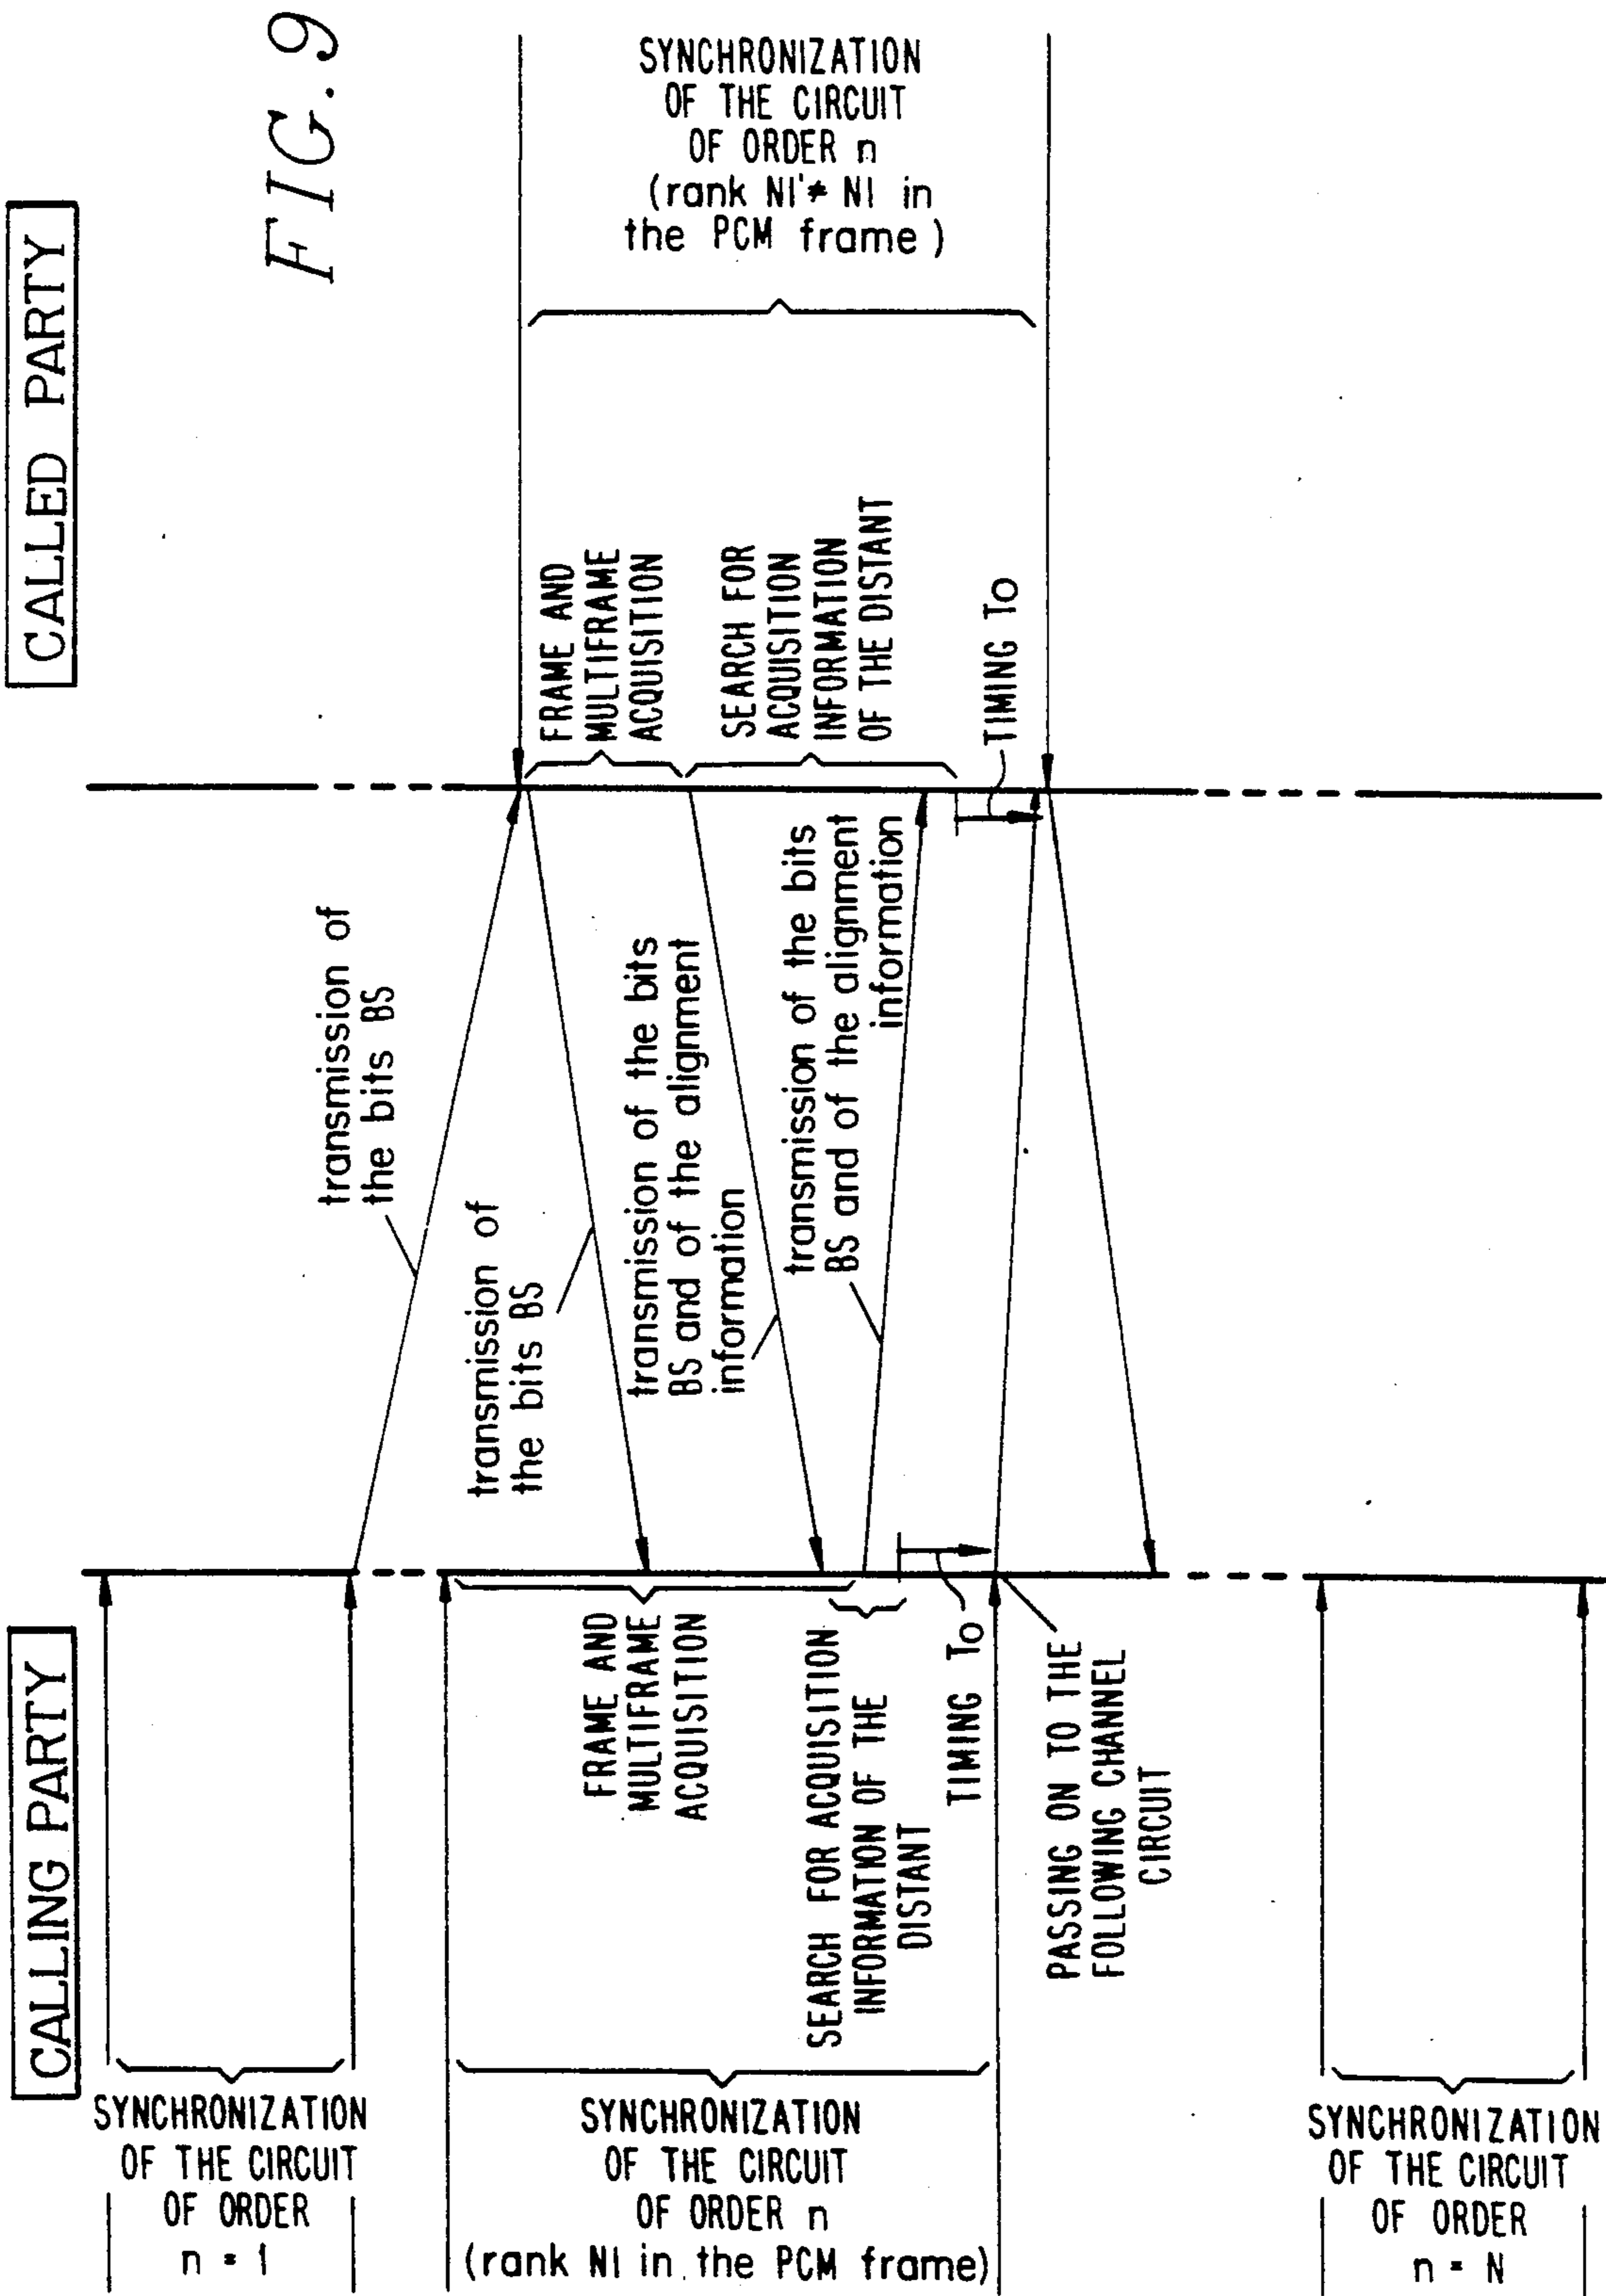 FIG. 9
CALLED PARTY
SYNCHRONIZATION
OF THE CIRCUIT
OF ORDER n
(rank N1' ≠ N1 in
the PCM frame)
FRAME AND
MULTIFRAME
ACQUISITION
SEARCH FOR
ACQUISITION
INFORMATION
OF THE DISTANT
TIMING To
transmission of
the bits BS
transmission of
the bits BS
transmission of the bits
BS and of the alignment
information
transmission of the bits
BS and of the alignment
information
CALLING PARTY
FRAME AND
MULTIFRAME
ACQUISITION
SEARCH FOR ACQUISITION
INFORMATION OF THE
DISTANT
TIMING To
PASSING ON TO THE
FOLLOWING CHANNEL
CIRCUIT
SYNCHRONIZATION
OF THE CIRCUIT
OF ORDER
n = 1
SYNCHRONIZATION
OF THE CIRCUIT
OF ORDER n
(rank N1 in the PCM frame)
SYNCHRONIZATION
OF THE CIRCUIT
OF ORDER
n = N